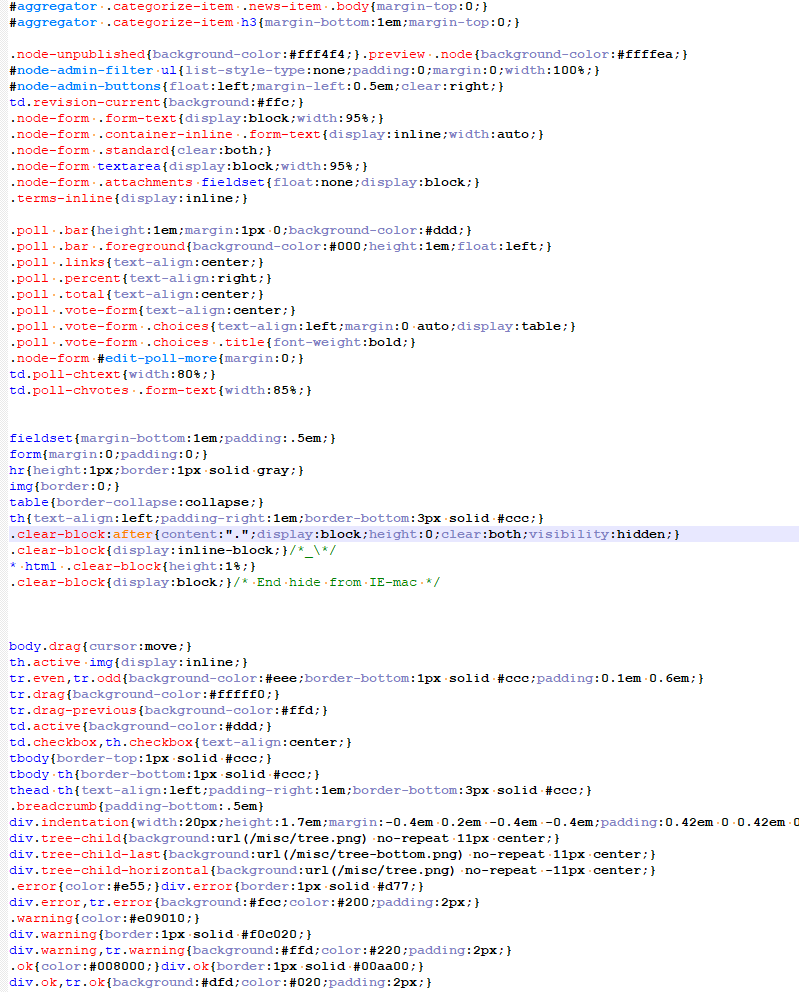 #aggregator .categorize-item .news-item .body{margin-top:0;}
#aggregator .categorize-item h3{margin-bottom:1em;margin-top:0;}
.node-unpublished{background-color:#fff4f4;}.preview .node{background-color:#ffffea;}
#node-admin-filter ul{list-style-type:none;padding:0;margin:0;width:100%;}
#node-admin-buttons{float:left;margin-left:0.5em;clear:right;}
td.revision-current{background:#ffc;}
.node-form .form-text{display:block;width:95%;}
.node-form .container-inline .form-text{display:inline;width:auto;}
.node-form .standard{clear:both;}
.node-form textarea{display:block;width:95%;}
.node-form .attachments fieldset{float:none;display:block;}
.terms-inline{display:inline;}
.poll .bar{height:1em;margin:1px 0;background-color:#ddd;}
.poll .bar .foreground{background-color:#000;height:1em;float:left;}
.poll .links{text-align:center;}
.poll .percent{text-align:right;}
.poll .total{text-align:center;}
.poll .vote-form{text-align:center;}
.poll .vote-form .choices{text-align:left;margin:0 auto;display:table;}
.poll .vote-form .choices .title{font-weight:bold;}
.node-form #edit-poll-more{margin:0;}
td.poll-chtext{width:80%;}
td.poll-chvotes .form-text{width:85%;}
fieldset{margin-bottom:1em;padding:.5em;}
form{margin:0;padding:0;}
hr{height:1px;border:1px solid gray;}
img{border:0;}
table{border-collapse:collapse;}
th{text-align:left;padding-right:1em;border-bottom:3px solid #ccc;}
.clear-block:after{content:".";display:block;height:0;clear:both;visibility:hidden;}
.clear-block{display:inline-block;}/*_\*/
* html .clear-block{height:1%;}
.clear-block{display:block;}/* End hide from IE-mac */
body.drag{cursor:move;}
th.active img{display:inline;}
tr.even,tr.odd{background-color:#eee;border-bottom:1px solid #ccc;padding:0.1em 0.6em;}
tr.drag{background-color:#fffff0;}
tr.drag-previous{background-color:#ffd;}
td.active{background-color:#ddd;}
td.checkbox,th.checkbox{text-align:center;}
tbody{border-top:1px solid #ccc;}
tbody th{border-bottom:1px solid #ccc;}
thead th{text-align:left;padding-right:1em;border-bottom:3px solid #ccc;}
.breadcrumb{padding-bottom:.5em}
div.indentation{width:20px;height:1.7em;margin:-0.4em 0.2em -0.4em -0.4em;padding:0.42em 0 0.42em 0
div.tree-child{background:url(/misc/tree.png) no-repeat 11px center;}
div.tree-child-last{background:url(/misc/tree-bottom.png) no-repeat 11px center;}
div.tree-child-horizontal{background:url(/misc/tree.png) no-repeat -11px center;}
.error{color:#e55;}div.error{border:1px solid #d77;}
div.error,tr.error{background:#fcc;color:#200;padding:2px;}
.warning{color:#e09010;}
div.warning{border:1px solid #f0c020;}
div.warning,tr.warning{background:#ffd;color:#220;padding:2px;}
.ok{color:#008000;}div.ok{border:1px solid #00aa00;}
div.ok,tr.ok{background:#dfd;color:#020;padding:2px;}